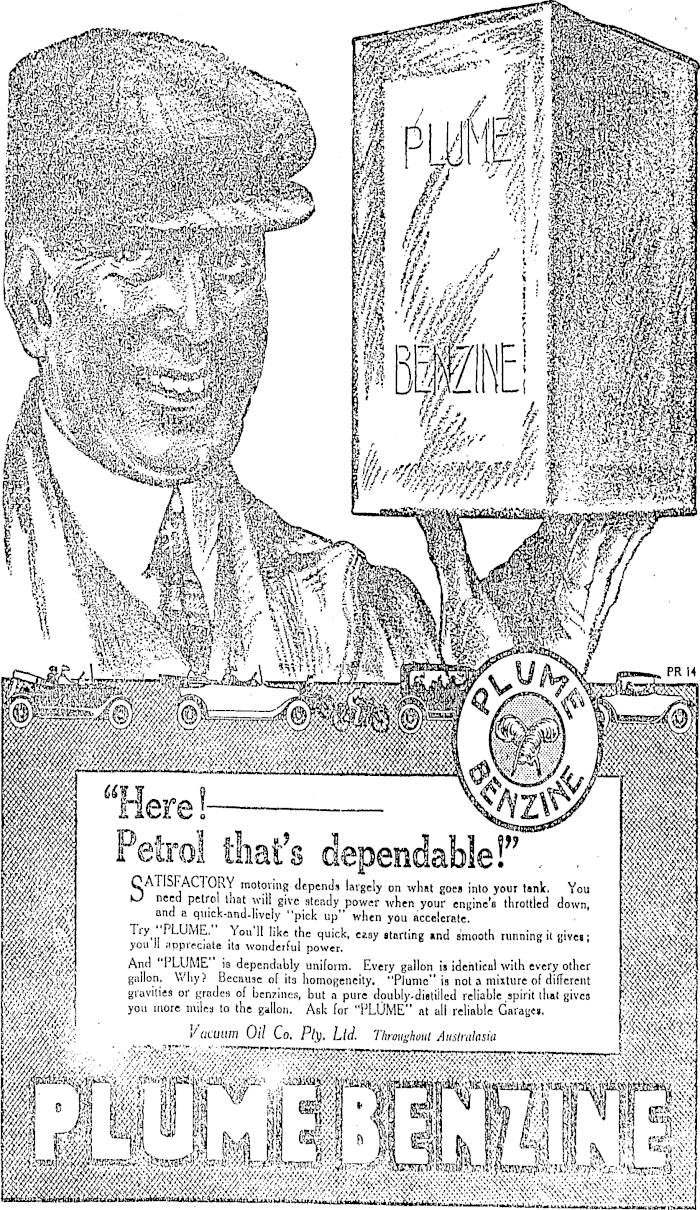 PLUME
BENZINE
PR 14
PLUME
BENZINE
“Here!—
Petrol that's dependable!”
SATISFACTORY motoring depends largely on what goes into your tank. You
need petrol that will give steady power when your engine's throttled down,
and a quick-and-lively "pick up" when you accelerate.
Try "PLUME." You'll like the quick, easy starting and smooth running it gives;
you'll appreciate its wonderful power.
And "PLUME" is dependably uniform. Every gallon is identical with every other
gallon. Why? Because of its homogeneity. "Plume" is not a mixture of different
gravities or grades of benzines, but a pure doubly-distilled reliable spirit that gives
you more miles to the gallon. Ask for "PLUME" at all reliable Garages.
Vacuum Oil Co. Pty. Ltd. Throughout Australasia
PLUME BENZINE